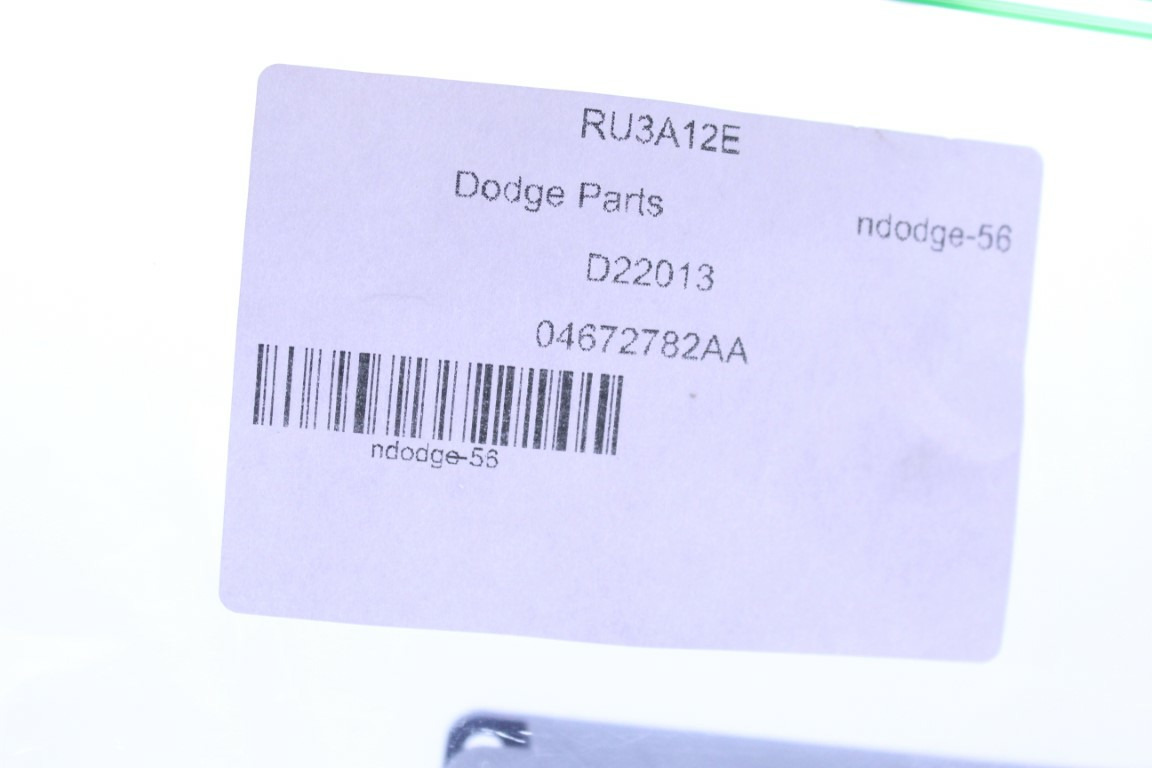 RU3A12E
Dodge Parts
ndodge-56
D22013
04672782AA
ndodge-56